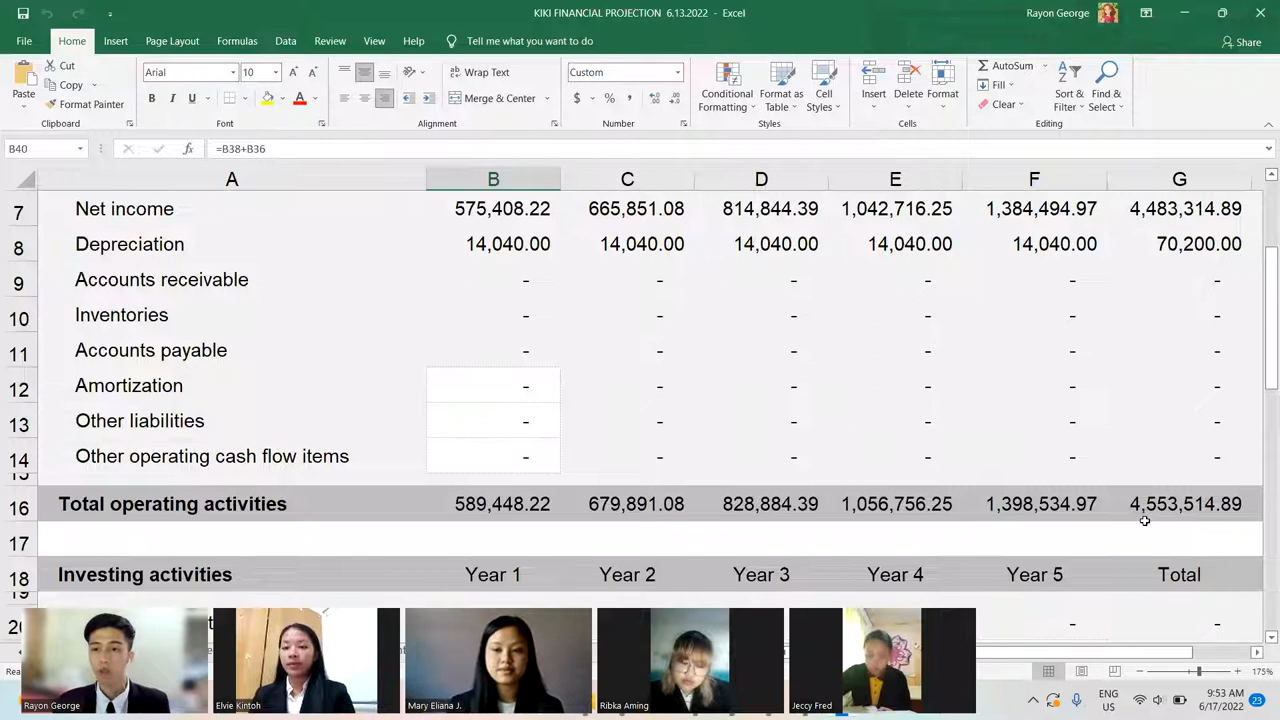 KIKI FINANCIAL PROJECTION 6.13.2022 - Excel
Rayon George
File Home Insert Page Layout Formulas Data Review View Help Tell me what you want to do Share
Paste
Cut
Copy
Format Painter
Clipboard
Arial 10
B I U
Font
Wrap Text
Merge & Center
Alignment
Custom
$ % ,
Number
Conditional Formatting
Format as Table
Cell Styles
Styles
Insert Delete Format
Cells
AutoSum
Fill
Clear
Sort & Filter
Find & Select
Editing
B40 fx =B38+B36
A B C D E F G
7 Net income 575,408.22 665,851.08 814,844.39 1,042,716.25 1,384,494.97 4,483,314.89
8 Depreciation 14,040.00 14,040.00 14,040.00 14,040.00 14,040.00 70,200.00
9 Accounts receivable - - - - - -
10 Inventories - - - - - -
11 Accounts payable - - - - - -
12 Amortization - - - - - -
13 Other liabilities - - - - - -
14 Other operating cash flow items - - - - - -
15
16 Total operating activities 589,448.22 679,891.08 828,884.39 1,056,756.25 1,398,534.97 4,553,514.89
17
18 Investing activities Year 1 Year 2 Year 3 Year 4 Year 5 Total
19
20 - -
Rayon George
Elvie Kintoh
Mary Eliana J.
Ribka Aming
Jeccy Fred
175%
ENG
US
9:53 AM
6/17/2022
23